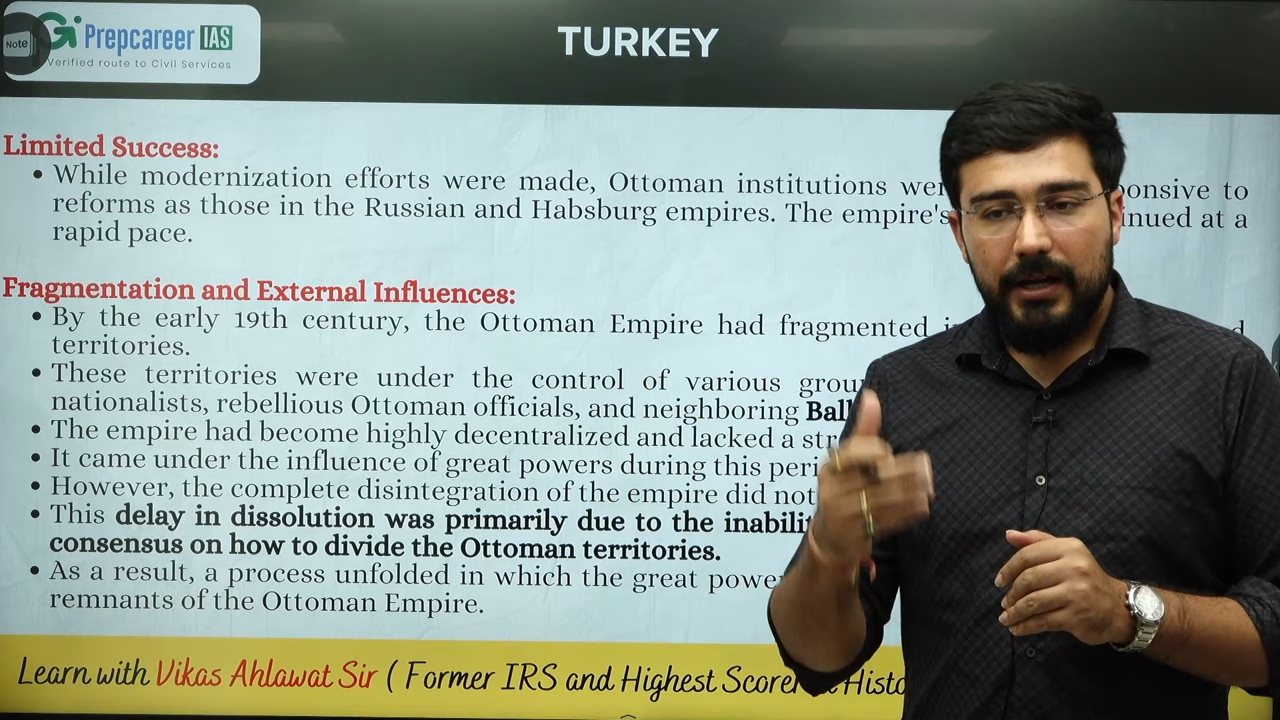 Note
Gi Prepcareer IAS
Verified route to Civil Services
TURKEY
Limited Success:
• While modernization efforts were made, Ottoman institutions
reforms as those in the Russian and Habsburg empires. The empire's
rapid pace.
Fragmentation and External Influences:
• By the early 19th century, the Ottoman Empire had fragmented
territories.
• These territories were under the control of various
nationalists, rebellious Ottoman officials, and neighboring
• The empire had become highly decentralized and lacked a
• It came under the influence of great powers during this
• However, the complete disintegration of the empire did not
• This delay in dissolution was primarily due to the
consensus on how to divide the Ottoman territories.
• As a result, a process unfolded in which the great
remnants of the Ottoman Empire.
Learn with Vikas Ahlawat Sir ( Former IRS and Highest